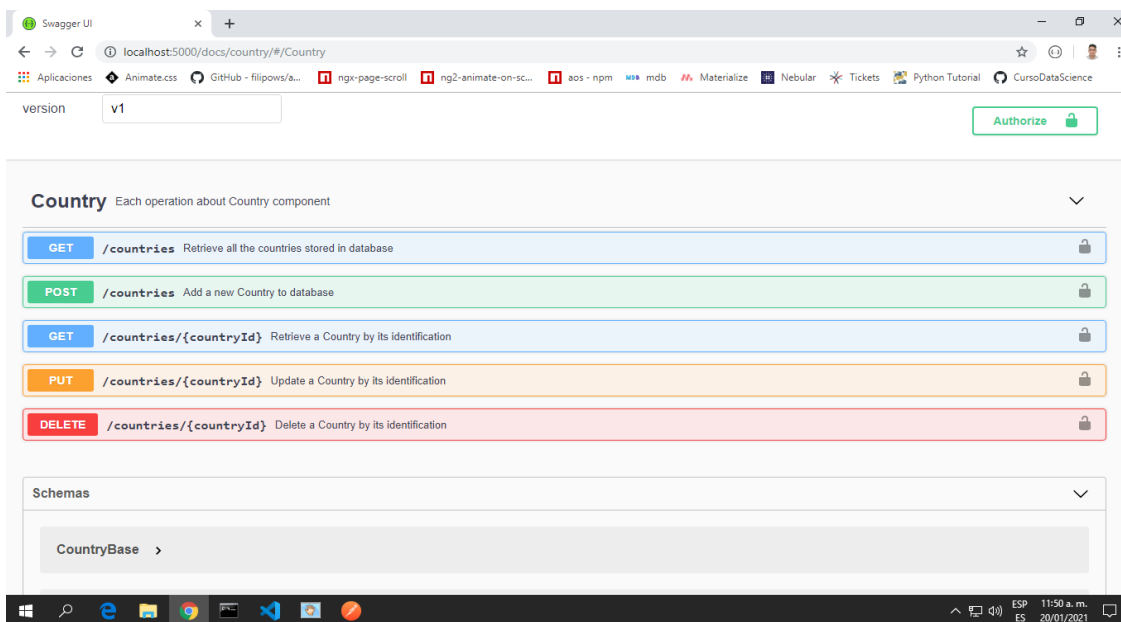 Swagger UI
localhost:5000/docs/country/#/Country
Aplicaciones Animate.css GitHub - filipows/a... ngx-page-scroll ng2-animate-on-sc... aos - npm MDB mdb Materialize Nebular Tickets Python Tutorial CursoDataScience
version v1
Authorize
Country Each operation about Country component
GET /countries Retrieve all the countries stored in database
POST /countries Add a new Country to database
GET /countries/{countryId} Retrieve a Country by its identification
PUT /countries/{countryId} Update a Country by its identification
DELETE /countries/{countryId} Delete a Country by its identification
Schemas
CountryBase
ESP 11:50 a. m.
ES 20/01/2021